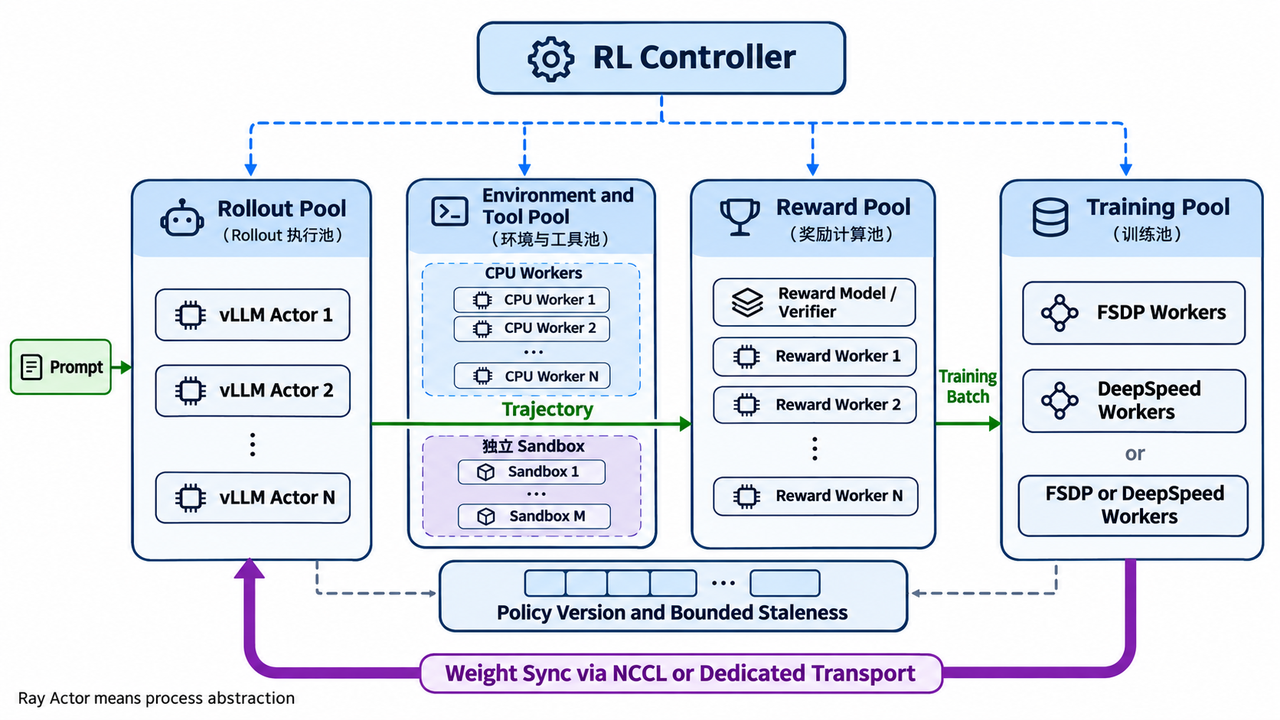 RL Controller
Rollout Pool
（Rollout 执行池）
vLLM Actor 1
vLLM Actor 2
⋮
vLLM Actor N
Prompt
Environment and
Tool Pool
（环境与工具池）
CPU Workers
CPU Worker 1
CPU Worker 2
...
CPU Worker N
Trajectory
独立 Sandbox
Sandbox 1
...
Sandbox M
Reward Pool
（奖励计算池）
Reward Model /
Verifier
Reward Worker 1
Reward Worker 2
⋮
Reward Worker N
Training
Batch
Training Pool
（训练池）
FSDP Workers
DeepSpeed
Workers
or
FSDP or DeepSpeed
Workers
...
Policy Version and Bounded Staleness
Weight Sync via NCCL or Dedicated Transport
Ray Actor means process abstraction